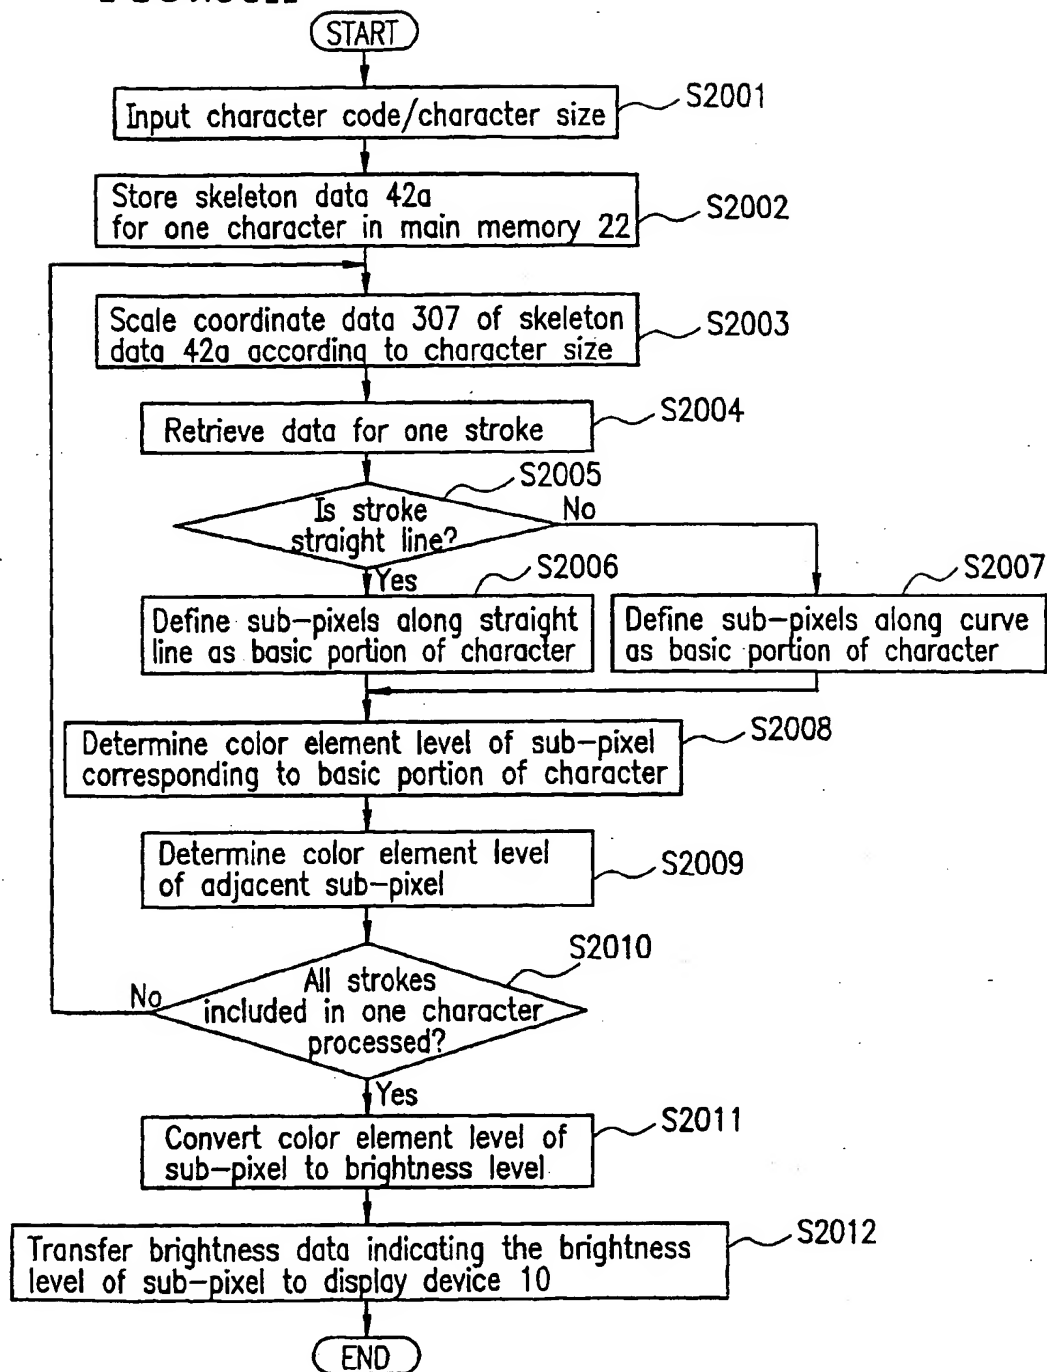 START
Input character code/character size
S2001
Store skeleton data 42a
for one character in main memory 22
S2002
Scale coordinate data 307 of skeleton
data 42a according to character size
S2003
Retrieve data for one stroke
S2004
Is stroke
straight line?
S2005
No
Yes
Define sub-pixels along straight
line as basic portion of character
S2006
Define sub-pixels along curve
as basic portion of character
S2007
Determine color element level of sub-pixel
corresponding to basic portion of character
S2008
Determine color element level
of adjacent sub-pixel
S2009
All strokes
included in one character
processed?
S2010
No
Yes
Convert color element level of
sub-pixel to brightness level
S2011
Transfer brightness data indicating the brightness
level of sub-pixel to display device 10
S2012
END